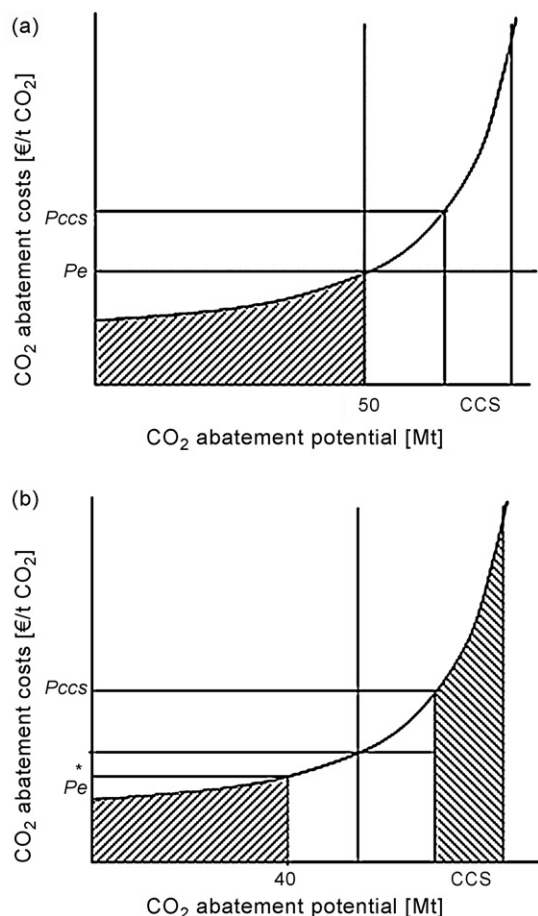 (a)
CO₂ abatement costs [€/t CO₂]
Pccs
Pe
50
CCS
CO₂ abatement potential [Mt]
(b)
CO₂ abatement costs [€/t CO₂]
Pccs
*
Pe
40
CCS
CO₂ abatement potential [Mt]